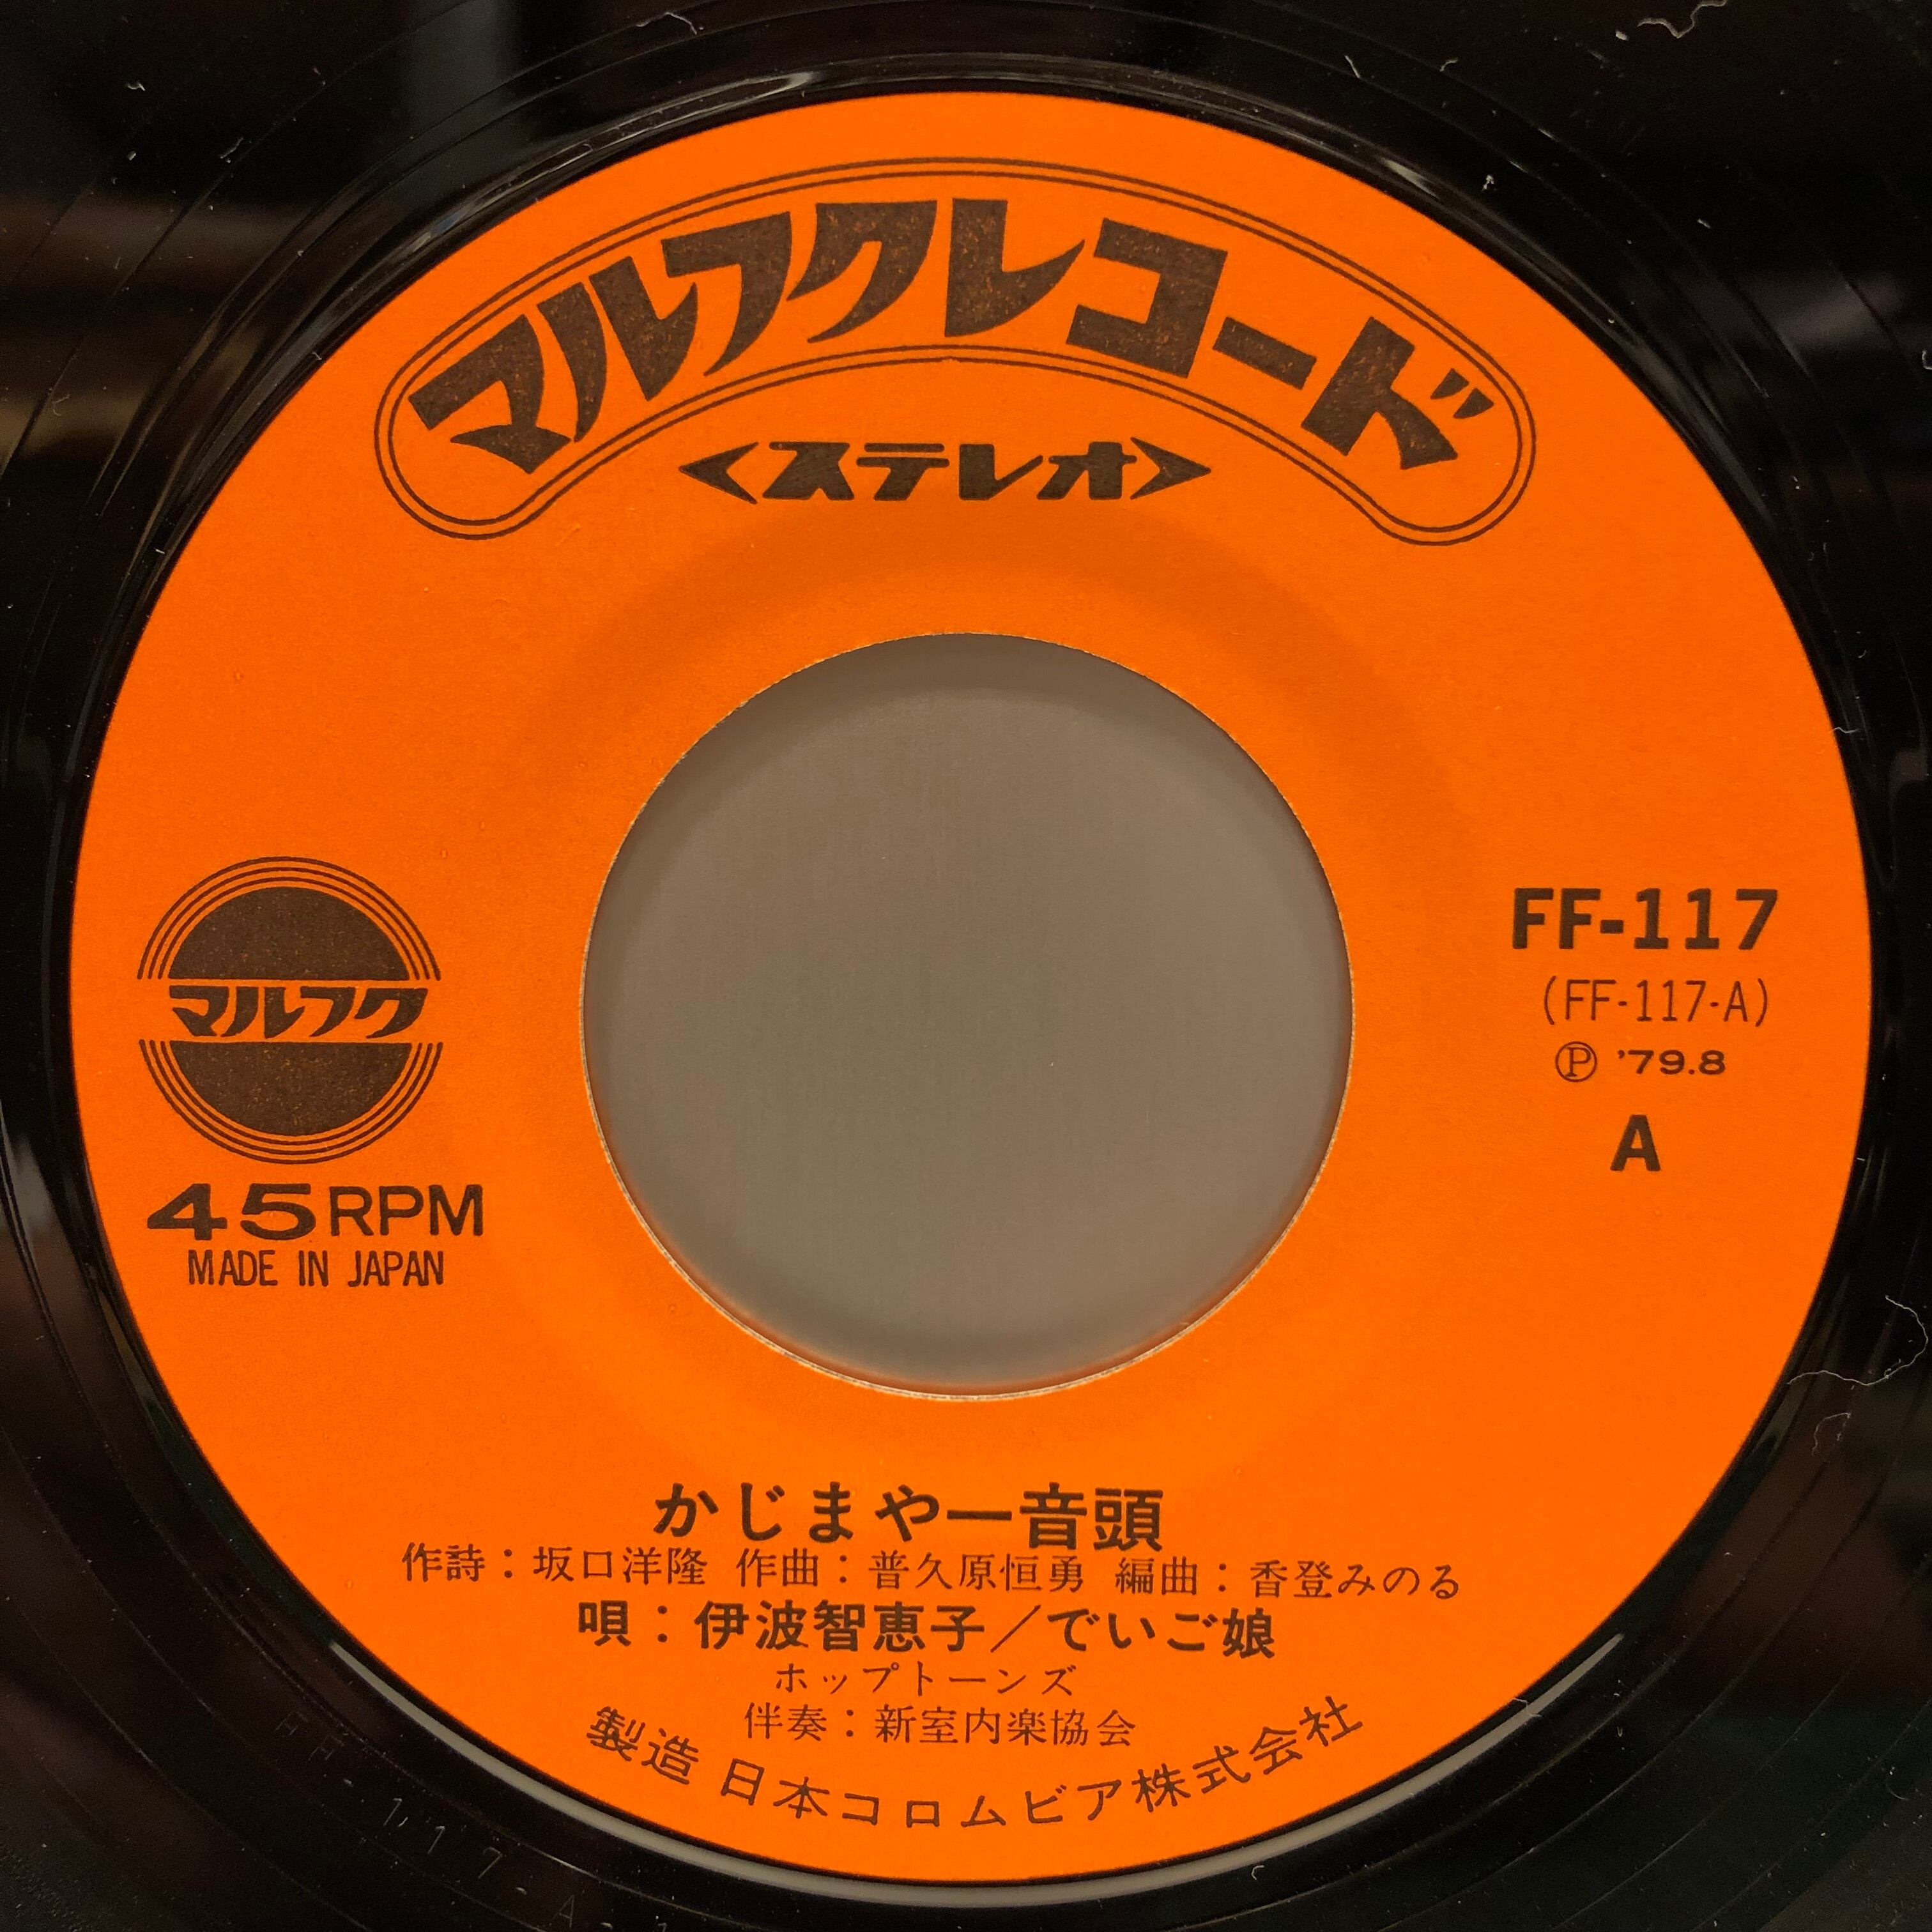 マルフクレコード
<ステレオ>
マルフク
45RPM
MADE IN JAPAN
FF-117
(FF-117-A)
Ⓟ '79.8
A
かじまやー音頭
作詩：坂口洋隆 作曲：普久原恒勇 編曲：香登みのる
唄：伊波智恵子／でいご娘
ホップトーンズ
伴奏：新室内楽協会
製造 日本コロムビア株式会社
FF-117-A-1